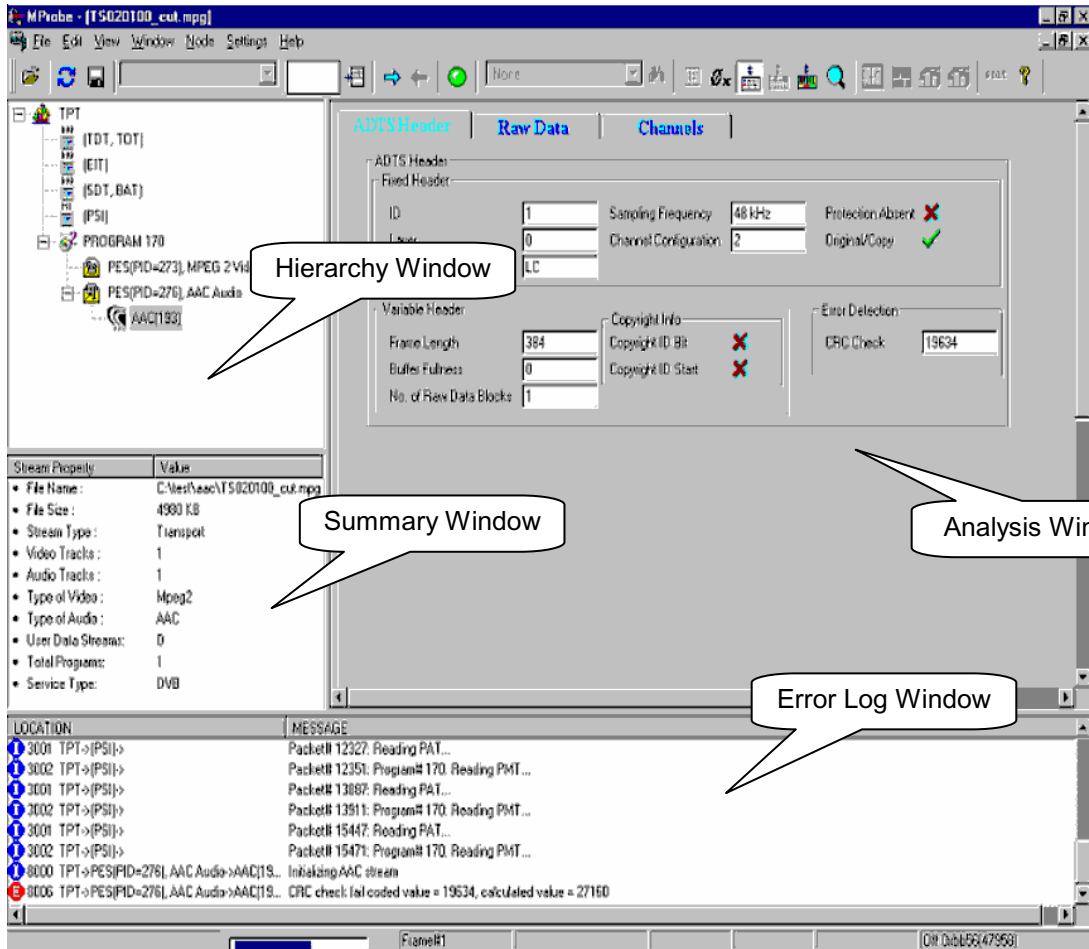 MProbe - [TS020100_cut.mpg]
File Edit View Window Node Settings Help
None
stat
TPT
(TDT, TOT)
(EIT)
(SDT, BAT)
(PSI)
PROGRAM 170
PES(PID=273), MPEG 2 Vid
PES(PID=276), AAC Audio
AAC[193]
Hierarchy Window
ADTS Header Raw Data Channels
ADTS Header
Fixed Header
ID 1 Sampling Frequency 48 kHz Protection Absent
Layer 0 Channel Configuration 2 Original/Copy
LC
Variable Header
Frame Length 384
Buffer Fullness 0
No. of Raw Data Blocks 1
Copyright Info
Copyright ID Bit
Copyright ID Start
Error Detection
CRC Check 19634
Analysis Win
Stream Property Value
File Name : C:\test\aac\TS020100_cut.mpg
File Size : 4980 KB
Stream Type : Transport
Video Tracks : 1
Audio Tracks : 1
Type of Video : Mpeg2
Type of Audio : AAC
User Data Streams: 0
Total Programs: 1
Service Type: DVB
Summary Window
Error Log Window
LOCATION MESSAGE
3001 TPT->(PSI)-> Packet# 12327: Reading PAT...
3002 TPT->(PSI)-> Packet# 12351: Program# 170. Reading PMT...
3001 TPT->(PSI)-> Packet# 13887: Reading PAT...
3002 TPT->(PSI)-> Packet# 13911: Program# 170. Reading PMT...
3001 TPT->(PSI)-> Packet# 15447: Reading PAT...
3002 TPT->(PSI)-> Packet# 15471: Program# 170. Reading PMT...
8000 TPT->PES(PID=276), AAC Audio->AAC[19... Initializing AAC stream
8006 TPT->PES(PID=276), AAC Audio->AAC[19... CRC check fail coded value = 19634, calculated value = 27160
Frame#1 Off 0xbb56(47958)